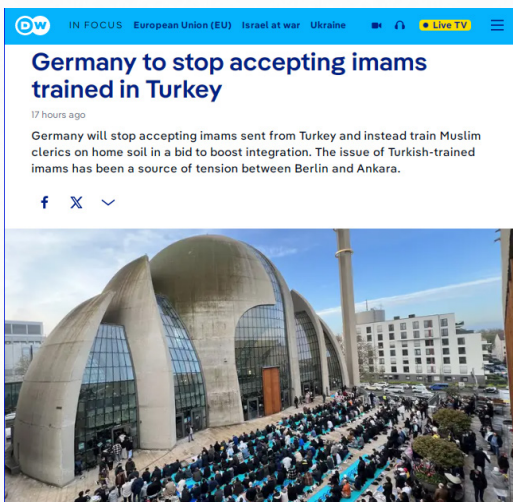 DW IN FOCUS European Union (EU) Israel at war Ukraine Live TV
Germany to stop accepting imams
trained in Turkey
17 hours ago
Germany will stop accepting imams sent from Turkey and instead train Muslim
clerics on home soil in a bid to boost integration. The issue of Turkish-trained
imams has been a source of tension between Berlin and Ankara.